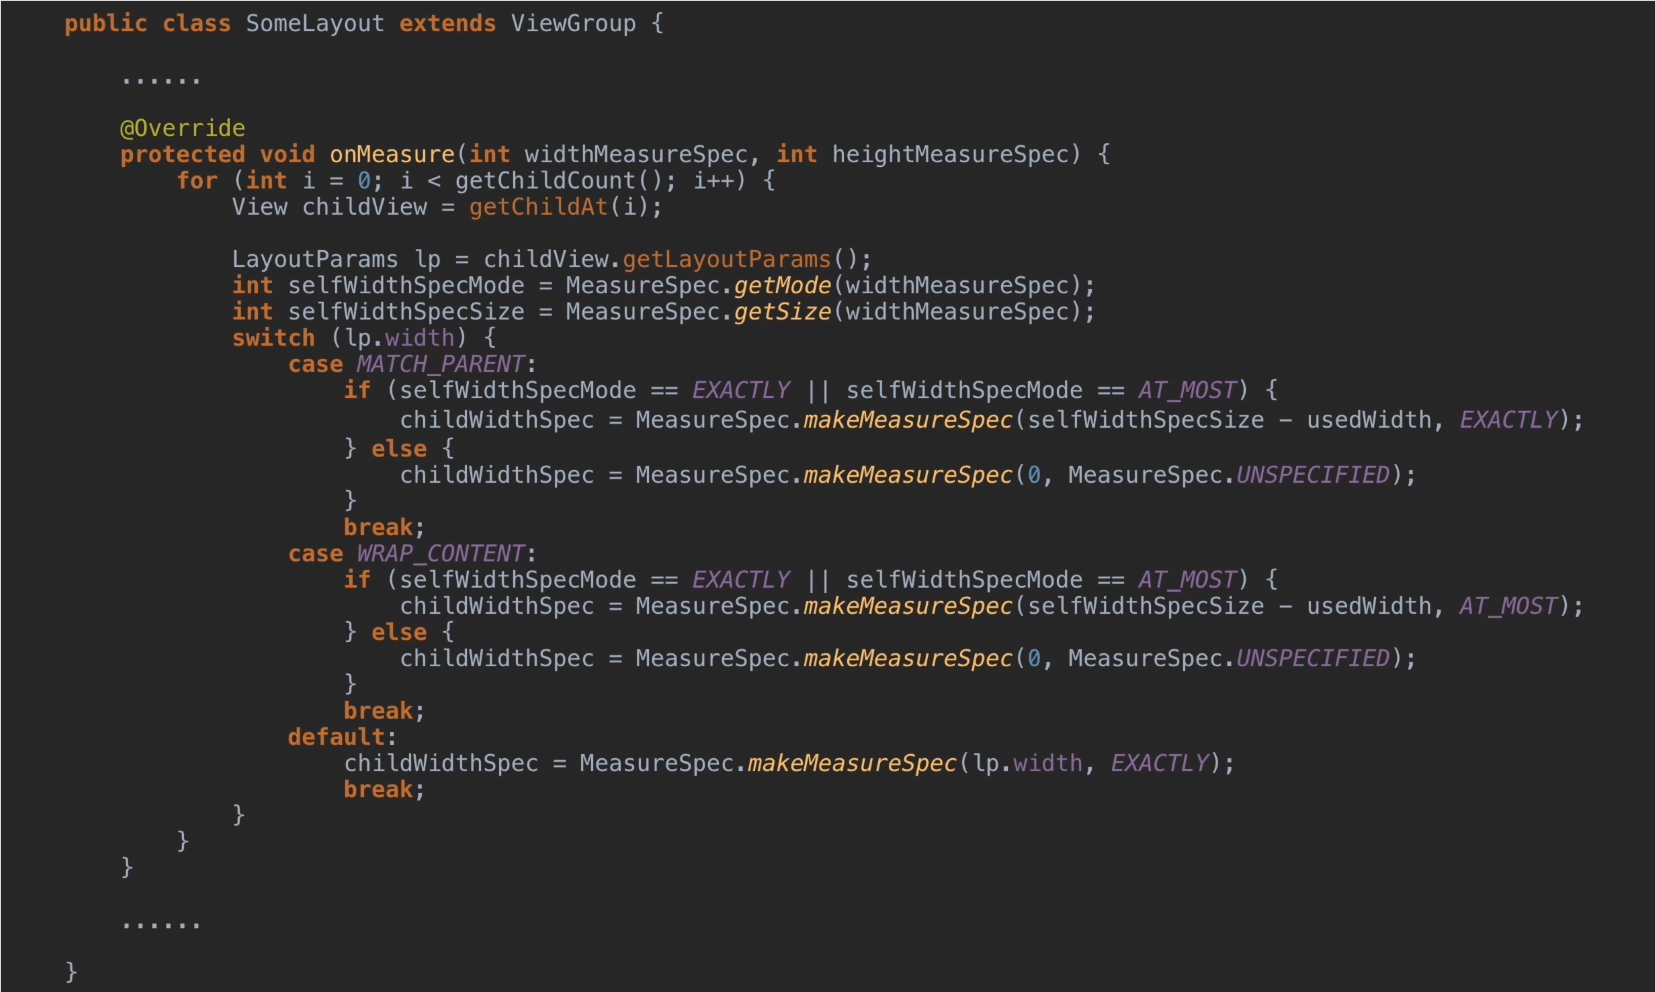 public class SomeLayout extends ViewGroup {
......
@Override
protected void onMeasure(int widthMeasureSpec, int heightMeasureSpec) {
for (int i = 0; i < getChildCount(); i++) {
View childView = getChildAt(i);
LayoutParams lp = childView.getLayoutParams();
int selfWidthSpecMode = MeasureSpec.getMode(widthMeasureSpec);
int selfWidthSpecSize = MeasureSpec.getSize(widthMeasureSpec);
switch (lp.width) {
case MATCH_PARENT:
if (selfWidthSpecMode == EXACTLY || selfWidthSpecMode == AT_MOST) {
childWidthSpec = MeasureSpec.makeMeasureSpec(selfWidthSpecSize - usedWidth, EXACTLY);
} else {
childWidthSpec = MeasureSpec.makeMeasureSpec(0, MeasureSpec.UNSPECIFIED);
}
break;
case WRAP_CONTENT:
if (selfWidthSpecMode == EXACTLY || selfWidthSpecMode == AT_MOST) {
childWidthSpec = MeasureSpec.makeMeasureSpec(selfWidthSpecSize - usedWidth, AT_MOST);
} else {
childWidthSpec = MeasureSpec.makeMeasureSpec(0, MeasureSpec.UNSPECIFIED);
}
break;
default:
childWidthSpec = MeasureSpec.makeMeasureSpec(lp.width, EXACTLY);
break;
}
}
}
......
}